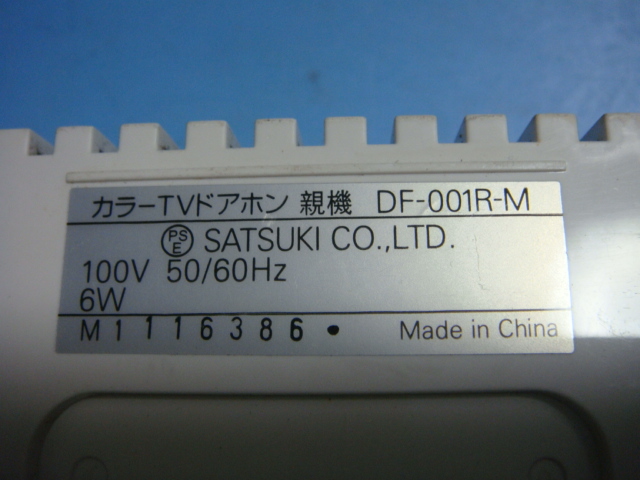 カラーTVドアホン 親機 DF-001R-M
PSE SATSUKI CO.,LTD.
100V 50/60Hz
6W
M1116386• Made in China